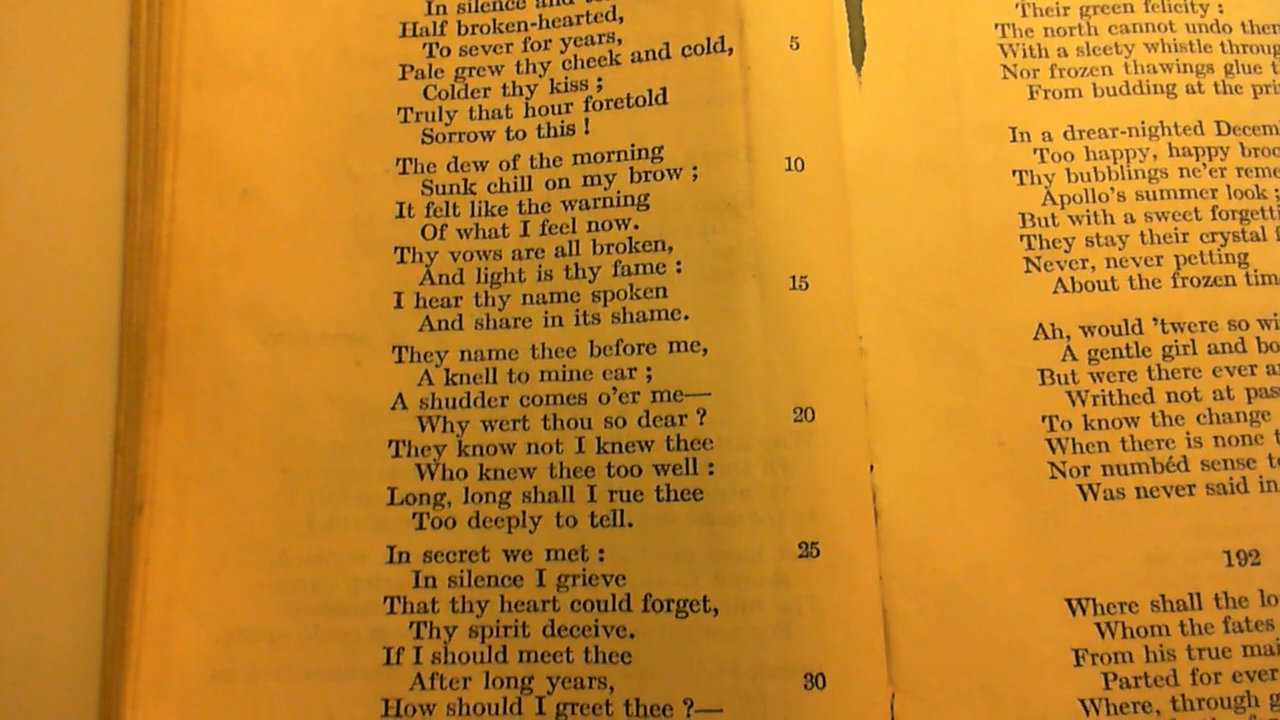 In silence and
Half broken-hearted,
To sever for years,
Pale grew thy cheek and cold, 5
Colder thy kiss ;
Truly that hour foretold
Sorrow to this !
The dew of the morning
Sunk chill on my brow ; 10
It felt like the warning
Of what I feel now.
Thy vows are all broken,
And light is thy fame :
I hear thy name spoken 15
And share in its shame.
They name thee before me,
A knell to mine ear ;
A shudder comes o'er me—
Why wert thou so dear ? 20
They know not I knew thee
Who knew thee too well :
Long, long shall I rue thee
Too deeply to tell.
In secret we met : 25
In silence I grieve
That thy heart could forget,
Thy spirit deceive.
If I should meet thee
After long years, 30
How should I greet thee ?—
Their green felicity :
The north cannot undo
With a sleety whistle
Nor frozen thawings glue
From budding at the
In a drear-nighted
Too happy, happy
Thy bubblings ne'er
Apollo's summer look ;
But with a sweet
They stay their crystal
Never, never petting
About the frozen
Ah, would 'twere so
A gentle girl and
But were there ever
Writhed not at
To know the change
When there is none
Nor numbéd sense
Was never said in
192
Where shall the
Whom the fates
From his true
Parted for ever
Where, through